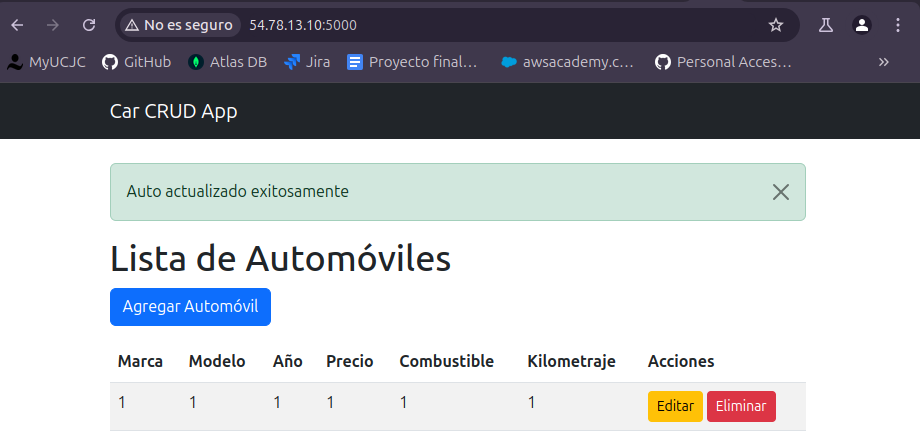 No es seguro 54.78.13.10:5000
MyUCJC GitHub Atlas DB Jira Proyecto final... awsacademy.c... Personal Acces... »
Car CRUD App
Auto actualizado exitosamente
Lista de Automóviles
Agregar Automóvil
Marca Modelo Año Precio Combustible Kilometraje Acciones
1 1 1 1 1 1 Editar Eliminar